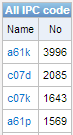 All IPC code
Name No
a61k 3996
c07d 2085
c07k 1643
a61p 1569